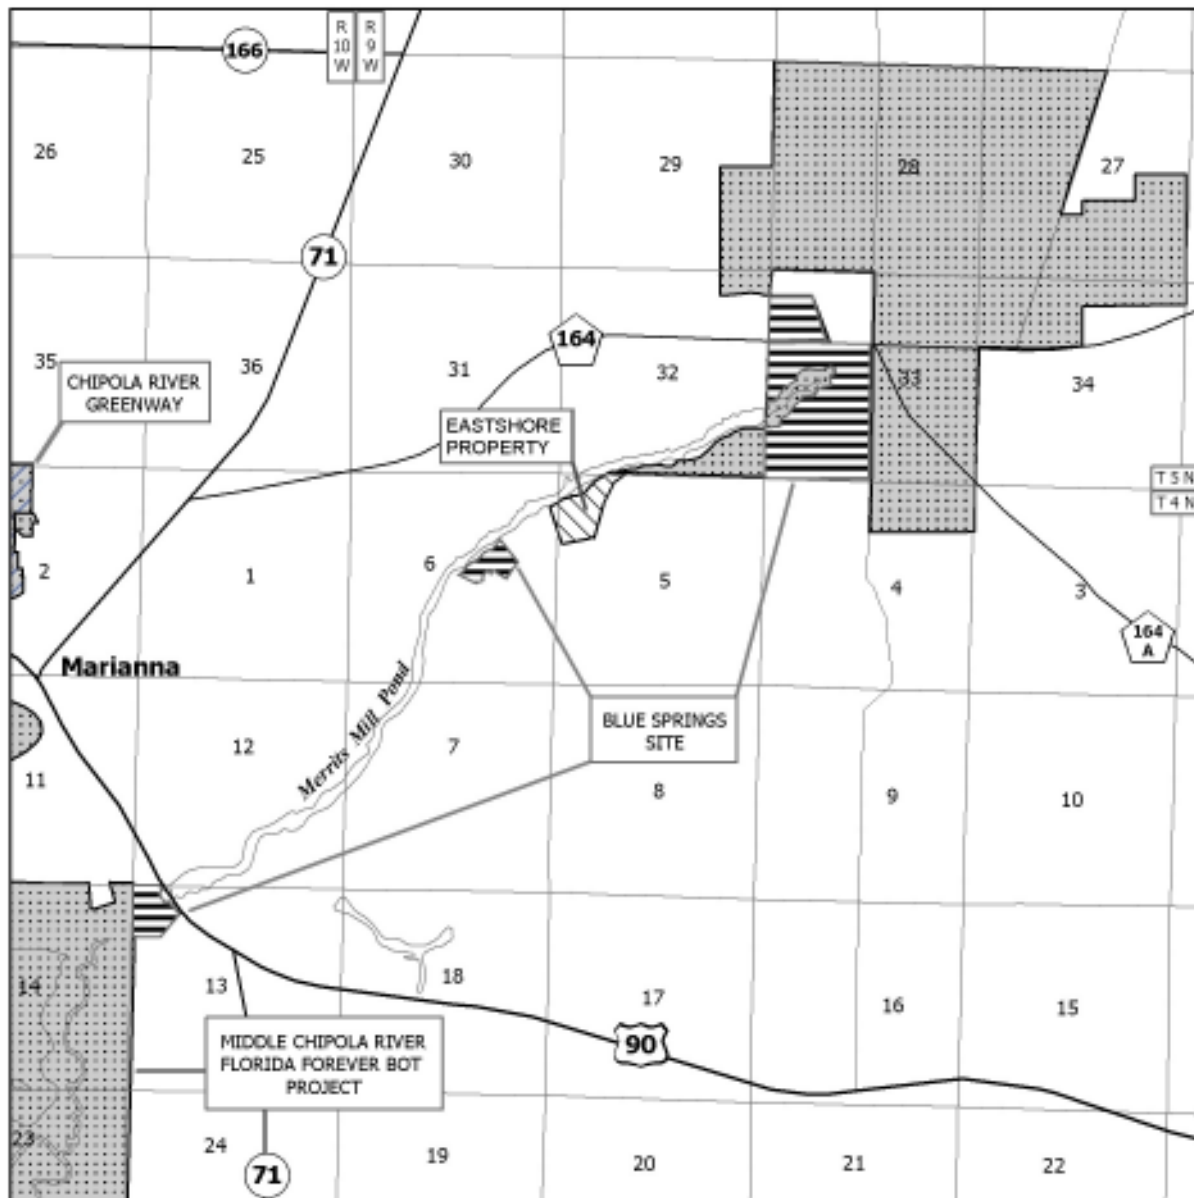 166
R
10
W
R
9
W
26
25
30
29
28
27
71
164
35
36
31
32
33
34
CHIPOLA RIVER
GREENWAY
EASTSHORE
PROPERTY
T 5 N
T 4 N
2
1
6
5
4
3
164
A
Marianna
Merrits Mill Pond
BLUE SPRINGS
SITE
11
12
7
8
9
10
14
13
18
17
16
15
MIDDLE CHIPOLA RIVER
FLORIDA FOREVER BOT
PROJECT
90
23
24
71
19
20
21
22